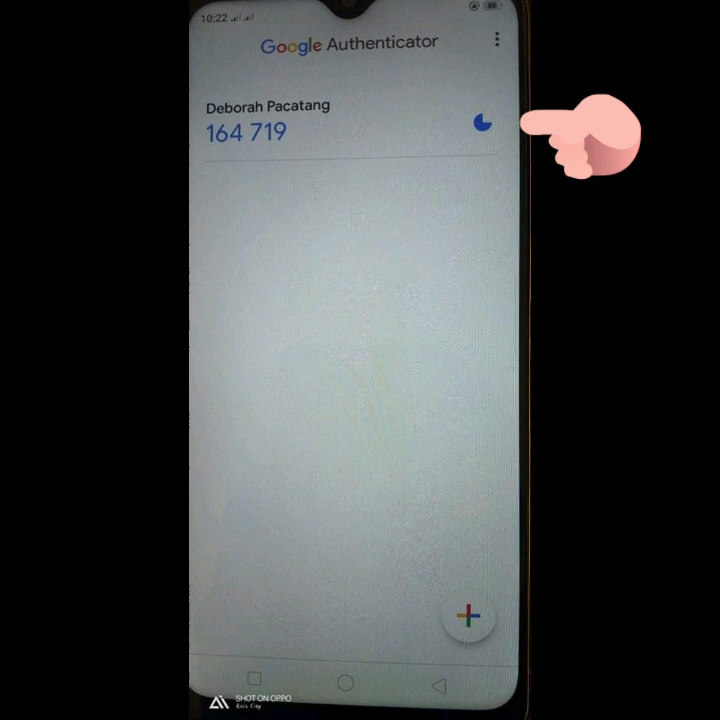 10:22
Google Authenticator
Deborah Pacatang
164 719
SHOT ON OPPO